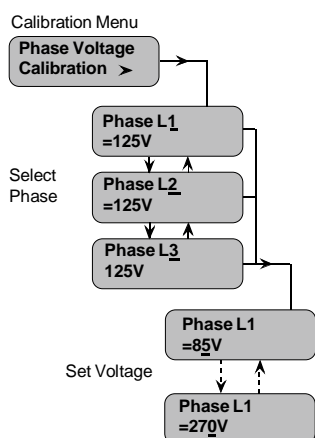 Calibration Menu
Phase Voltage
Calibration ➤
Phase L1
=125V
Select
Phase
Phase L2
=125V
Phase L3
125V
Phase L1
=85V
Set Voltage
Phase L1
=270V